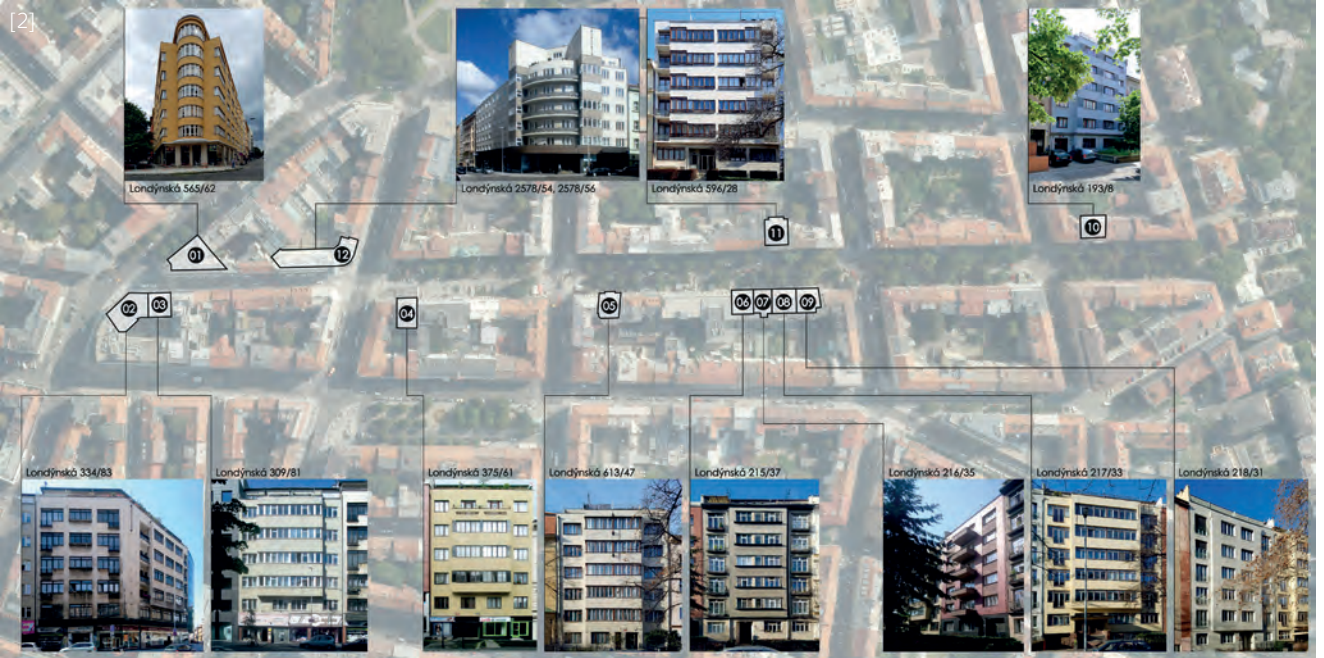 [2]
Londýnská 565/62
Londýnská 2578/54, 2578/56
Londýnská 596/28
Londýnská 193/8
01
12
11
10
02
03
04
05
06
07
08
09
Londýnská 334/83
Londýnská 309/81
Londýnská 375/61
Londýnská 613/47
Londýnská 215/37
Londýnská 216/35
Londýnská 217/33
Londýnská 218/31